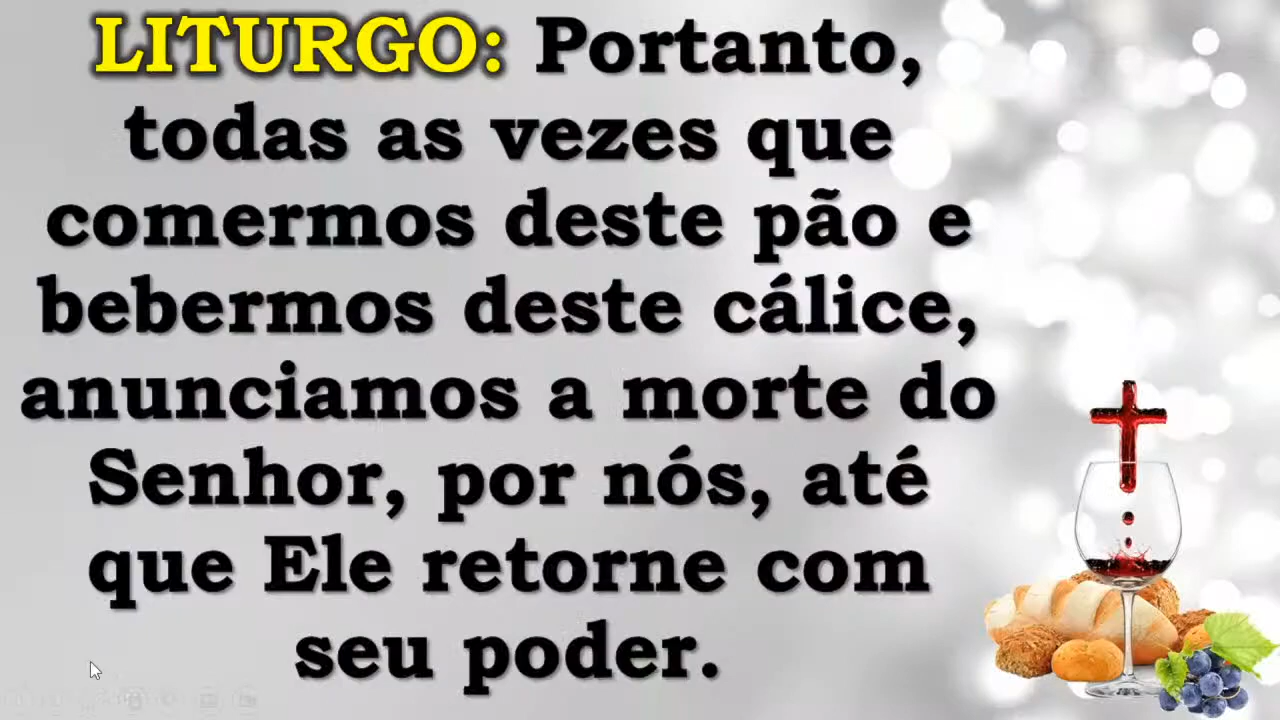 LITURGO: Portanto,
todas as vezes que
comermos deste pão e
bebermos deste cálice,
anunciamos a morte do
Senhor, por nós, até
que Ele retorne com
seu poder.